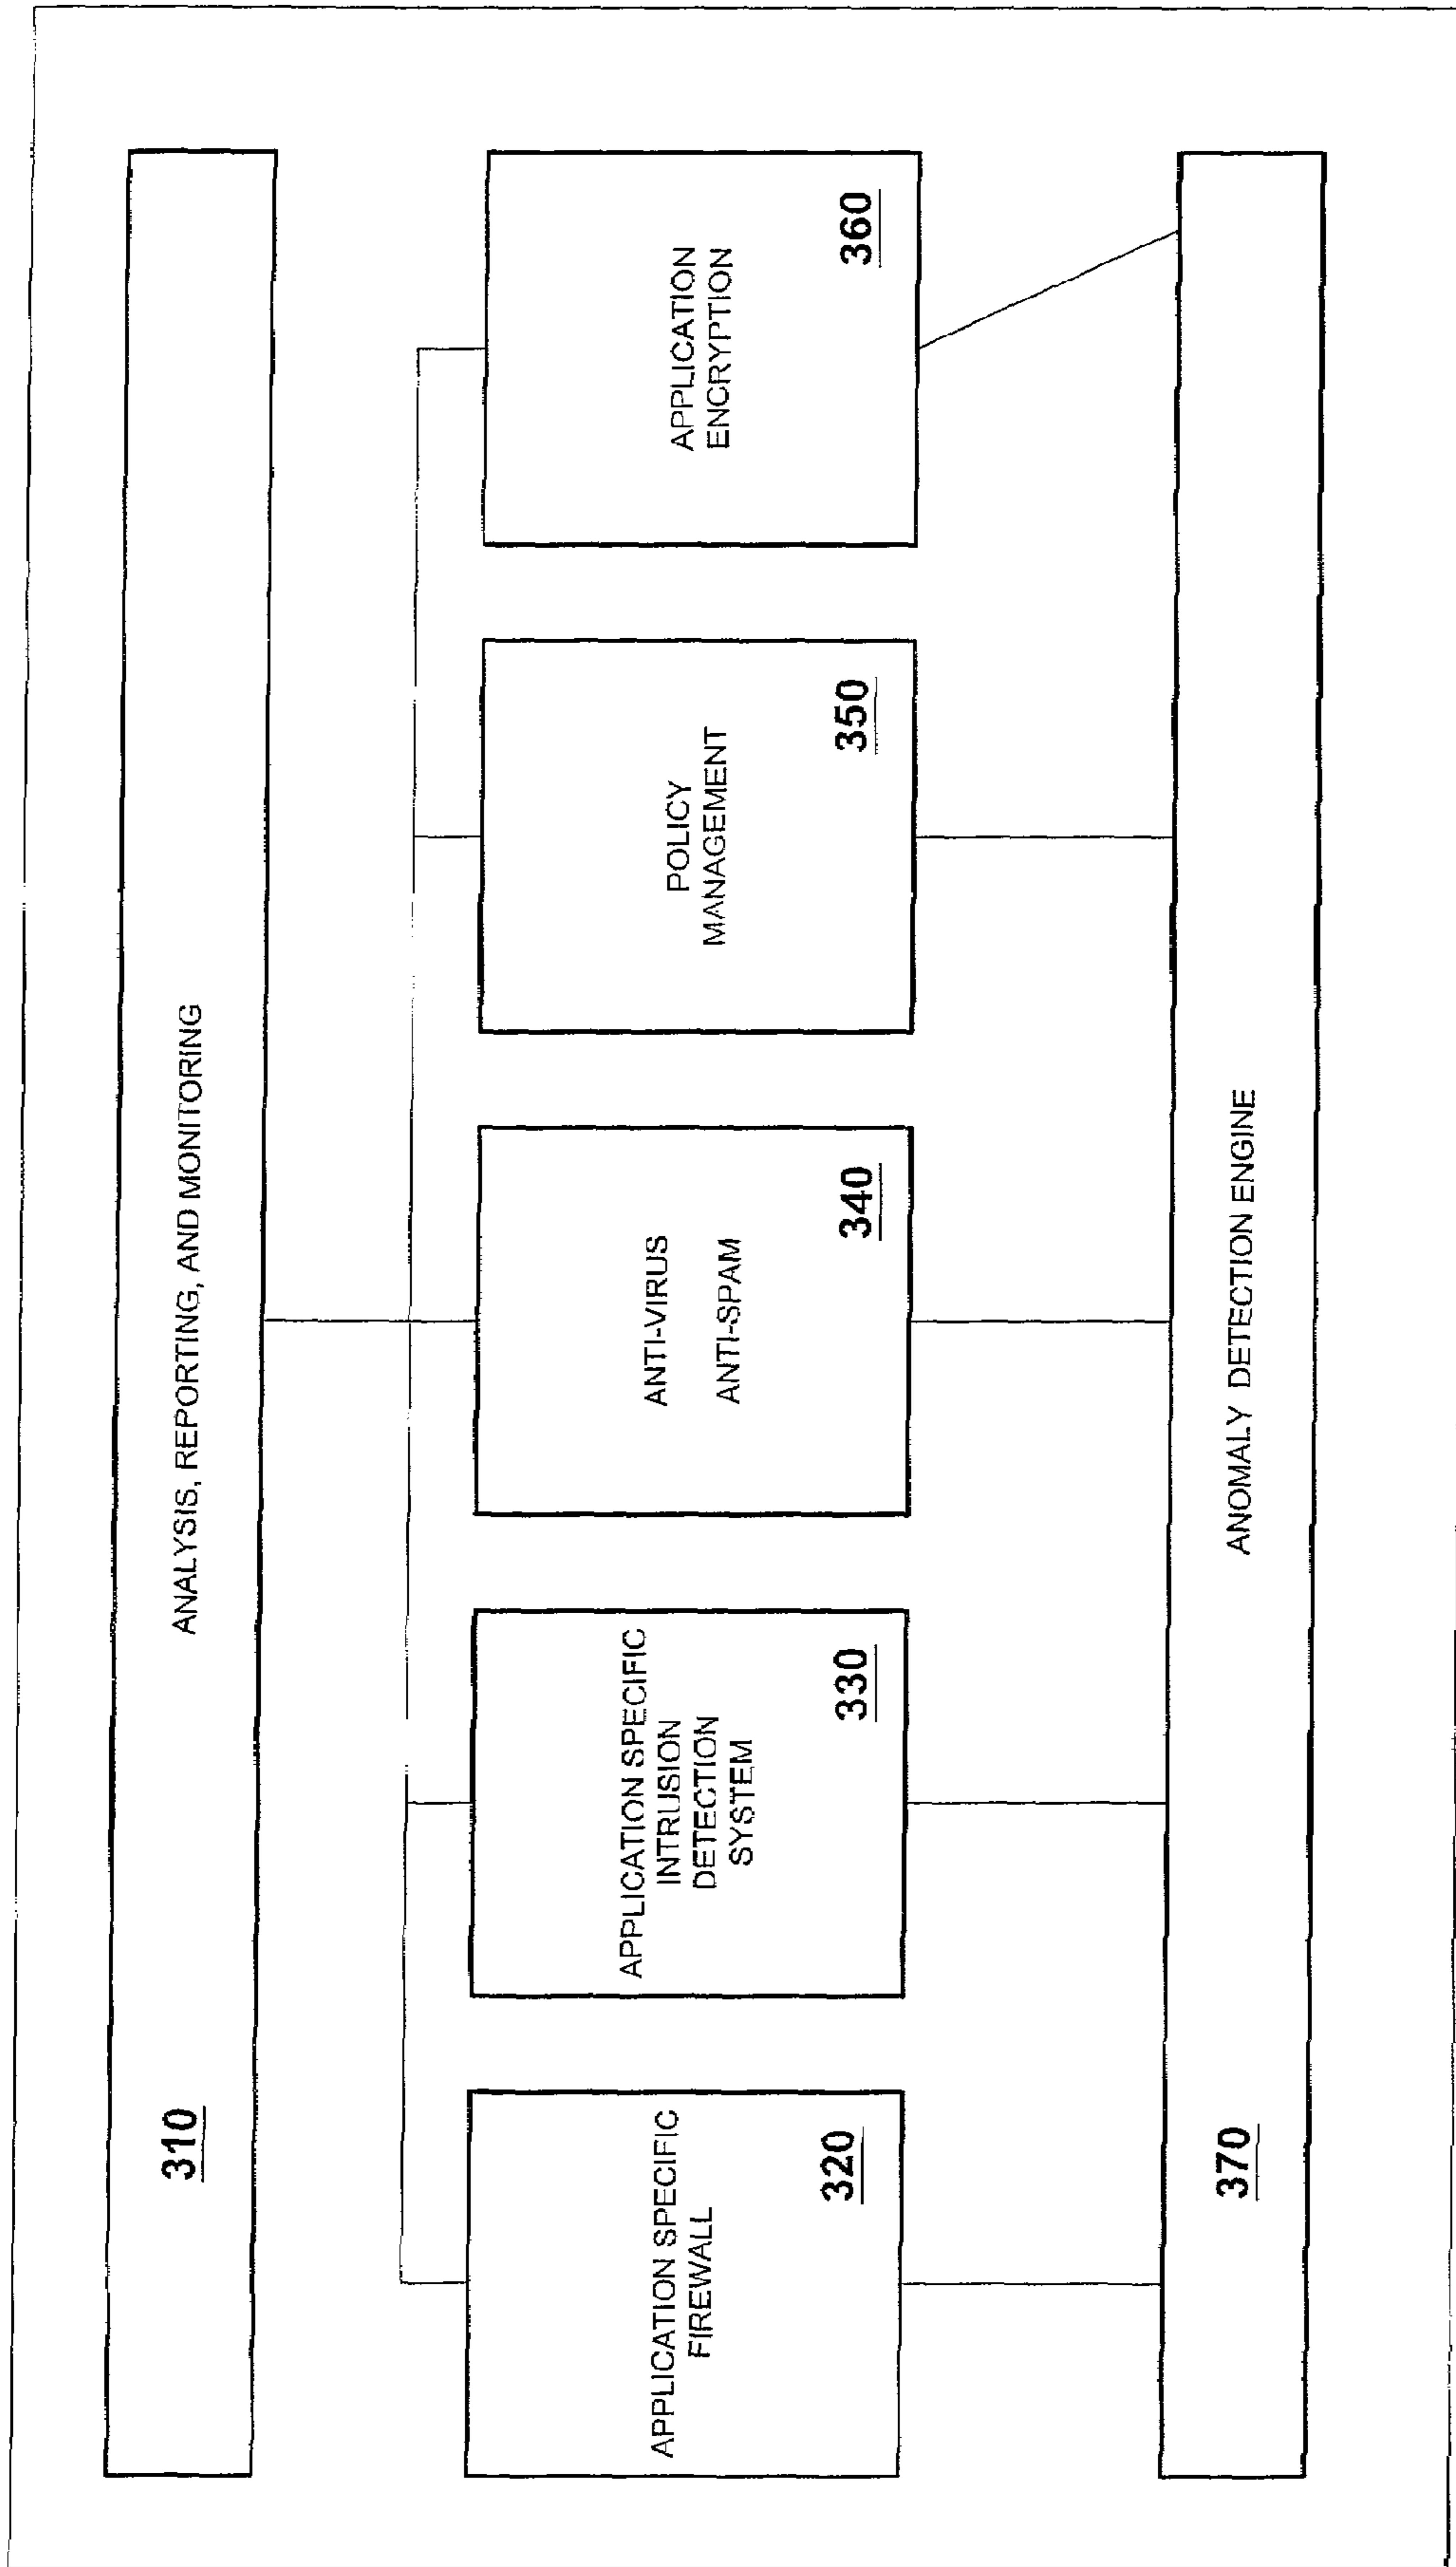 310
ANALYSIS, REPORTING, AND MONITORING
APPLICATION SPECIFIC
FIREWALL
320
APPLICATION SPECIFIC
INTRUSION
DETECTION
SYSTEM
330
ANTI-VIRUS
ANTI-SPAM
340
POLICY
MANAGEMENT
350
APPLICATION
ENCRYPTION
360
370
ANOMALY DETECTION ENGINE